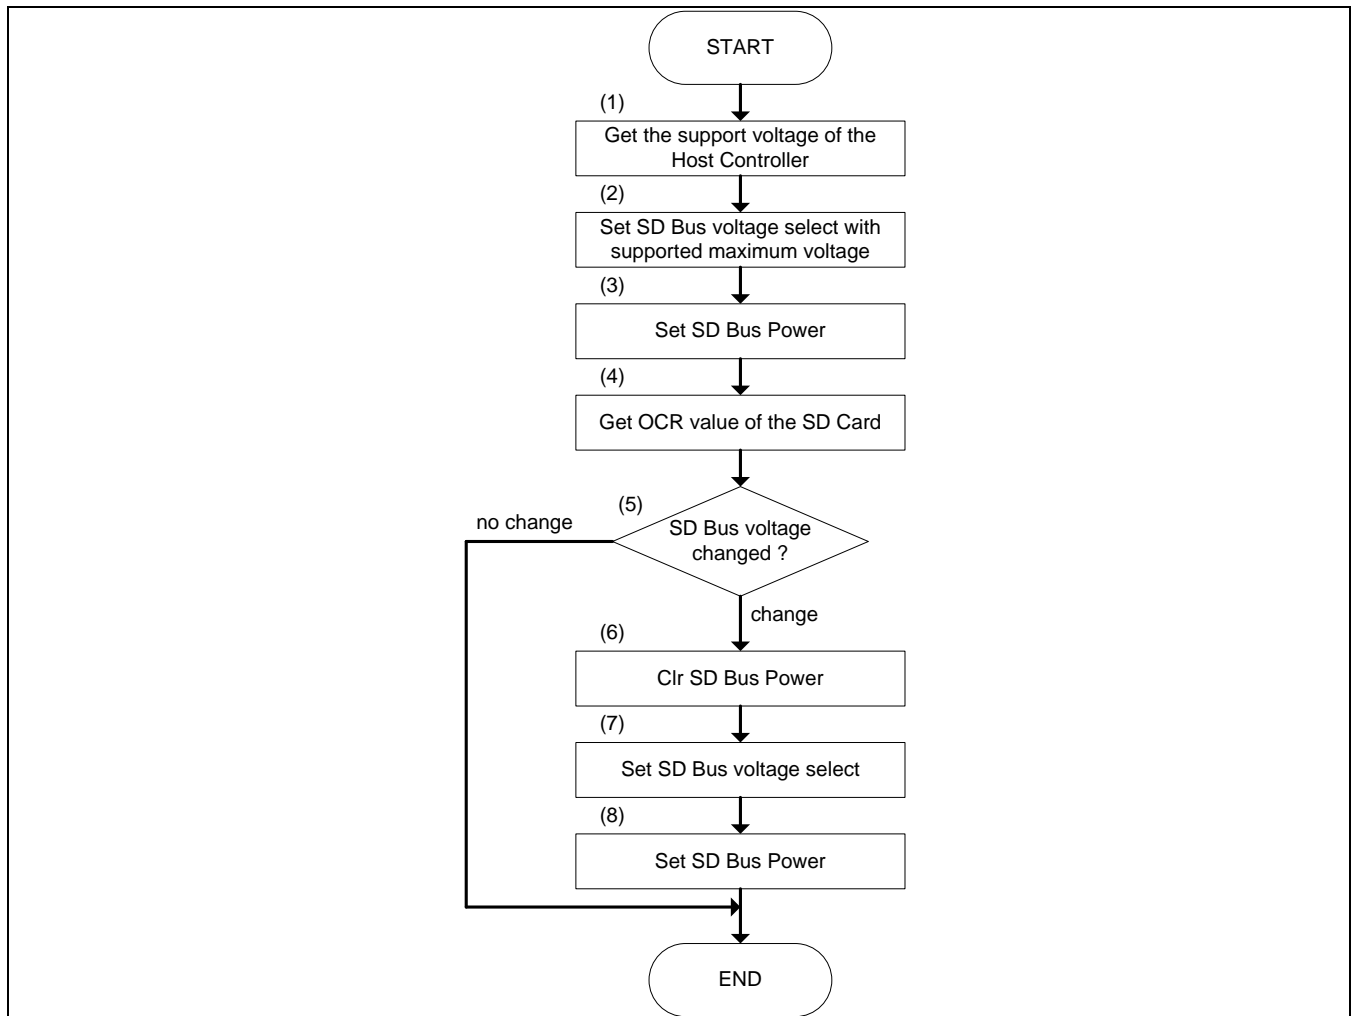 START
(1)
Get the support voltage of the
Host Controller
(2)
Set SD Bus voltage select with
supported maximum voltage
(3)
Set SD Bus Power
(4)
Get OCR value of the SD Card
(5)
no change
SD Bus voltage
changed ?
change
(6)
Clr SD Bus Power
(7)
Set SD Bus voltage select
(8)
Set SD Bus Power
END